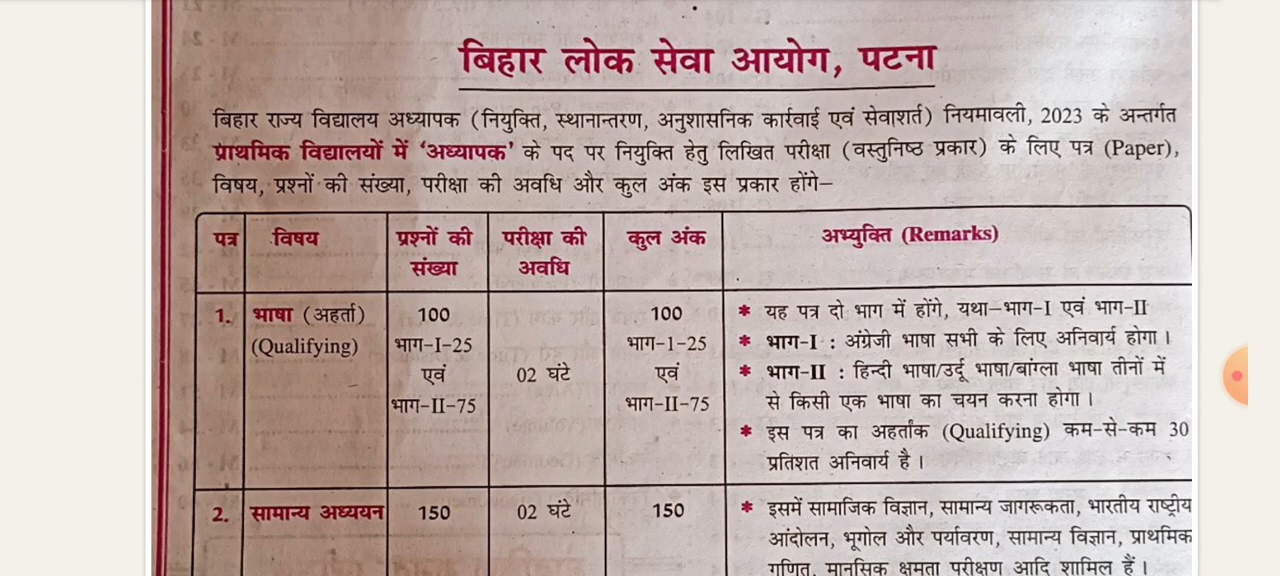 बिहार लोक सेवा आयोग, पटना
बिहार राज्य विद्यालय अध्यापक (नियुक्ति, स्थानान्तरण, अनुशासनिक कार्रवाई एवं सेवाशर्त) नियमावली, 2023 के अन्तर्गत
प्राथमिक विद्यालयों में ‘अध्यापक’ के पद पर नियुक्ति हेतु लिखित परीक्षा (वस्तुनिष्ठ प्रकार) के लिए पत्र (Paper),
विषय, प्रश्नों की संख्या, परीक्षा की अवधि और कुल अंक इस प्रकार होंगे–
पत्र विषय प्रश्नों की परीक्षा की कुल अंक अभ्युक्ति (Remarks)
संख्या अवधि
1. भाषा (अहर्ता) 100 100 * यह पत्र दो भाग में होंगे, यथा–भाग-I एवं भाग-II
(Qualifying) भाग-I-25 भाग-1-25 * भाग-I : अंग्रेजी भाषा सभी के लिए अनिवार्य होगा।
एवं 02 घंटे एवं * भाग-II : हिन्दी भाषा/उर्दू भाषा/बांग्ला भाषा तीनों में
भाग-II-75 भाग-II-75 से किसी एक भाषा का चयन करना होगा।
* इस पत्र का अहर्तांक (Qualifying) कम-से-कम 30
प्रतिशत अनिवार्य है।
2. सामान्य अध्ययन 150 02 घंटे 150 * इसमें सामाजिक विज्ञान, सामान्य जागरूकता, भारतीय राष्ट्रीय
आंदोलन, भूगोल और पर्यावरण, सामान्य विज्ञान, प्राथमिक
गणित, मानसिक क्षमता परीक्षण आदि शामिल हैं।